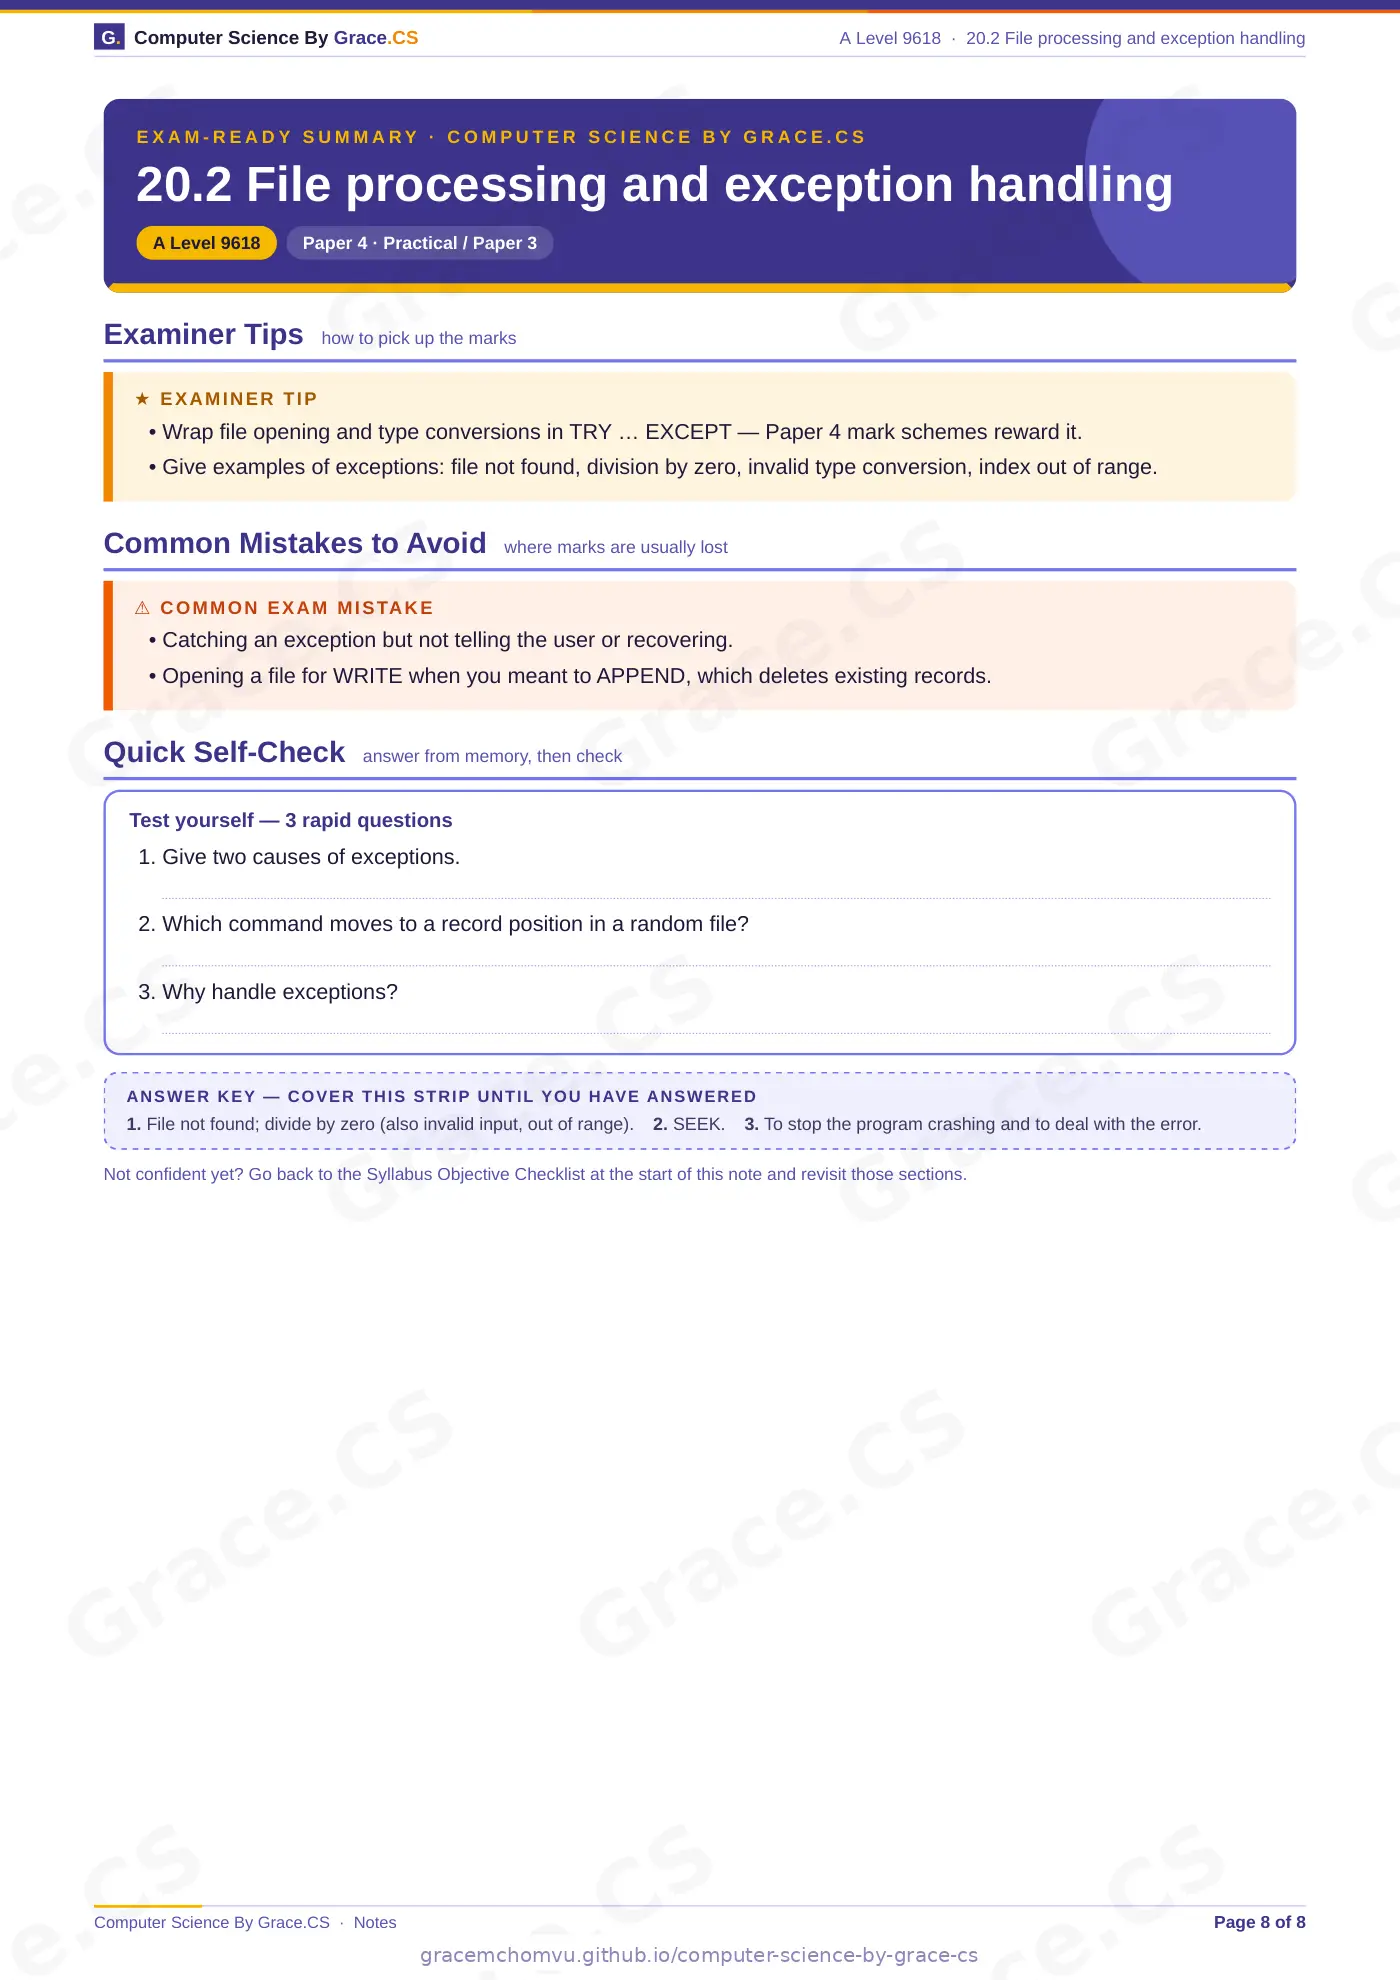 G. Computer Science By Grace.CS
A Level 9618 · 20.2 File processing and exception handling
EXAM-READY SUMMARY · COMPUTER SCIENCE BY GRACE.CS
20.2 File processing and exception handling
A Level 9618 Paper 4 · Practical / Paper 3
Examiner Tips how to pick up the marks
★ EXAMINER TIP
• Wrap file opening and type conversions in TRY … EXCEPT — Paper 4 mark schemes reward it.
• Give examples of exceptions: file not found, division by zero, invalid type conversion, index out of range.
Common Mistakes to Avoid where marks are usually lost
⚠ COMMON EXAM MISTAKE
• Catching an exception but not telling the user or recovering.
• Opening a file for WRITE when you meant to APPEND, which deletes existing records.
Quick Self-Check answer from memory, then check
Test yourself — 3 rapid questions
1. Give two causes of exceptions.
2. Which command moves to a record position in a random file?
3. Why handle exceptions?
ANSWER KEY — COVER THIS STRIP UNTIL YOU HAVE ANSWERED
1. File not found; divide by zero (also invalid input, out of range). 2. SEEK. 3. To stop the program crashing and to deal with the error.
Not confident yet? Go back to the Syllabus Objective Checklist at the start of this note and revisit those sections.
Computer Science By Grace.CS · Notes
Page 8 of 8
gracemchomvu.github.io/computer-science-by-grace-cs